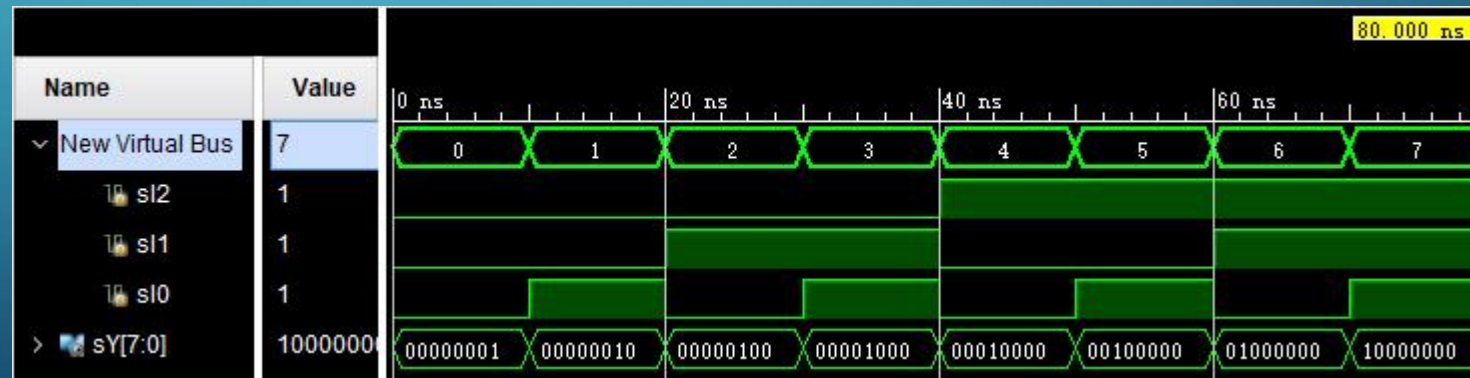 80.000 ns
Name Value
0 ns 20 ns 40 ns 60 ns
New Virtual Bus 7 0 1 2 3 4 5 6 7
sI2 1
sI1 1
sI0 1
sY[7:0] 10000000 00000001 00000010 00000100 00001000 00010000 00100000 01000000 10000000